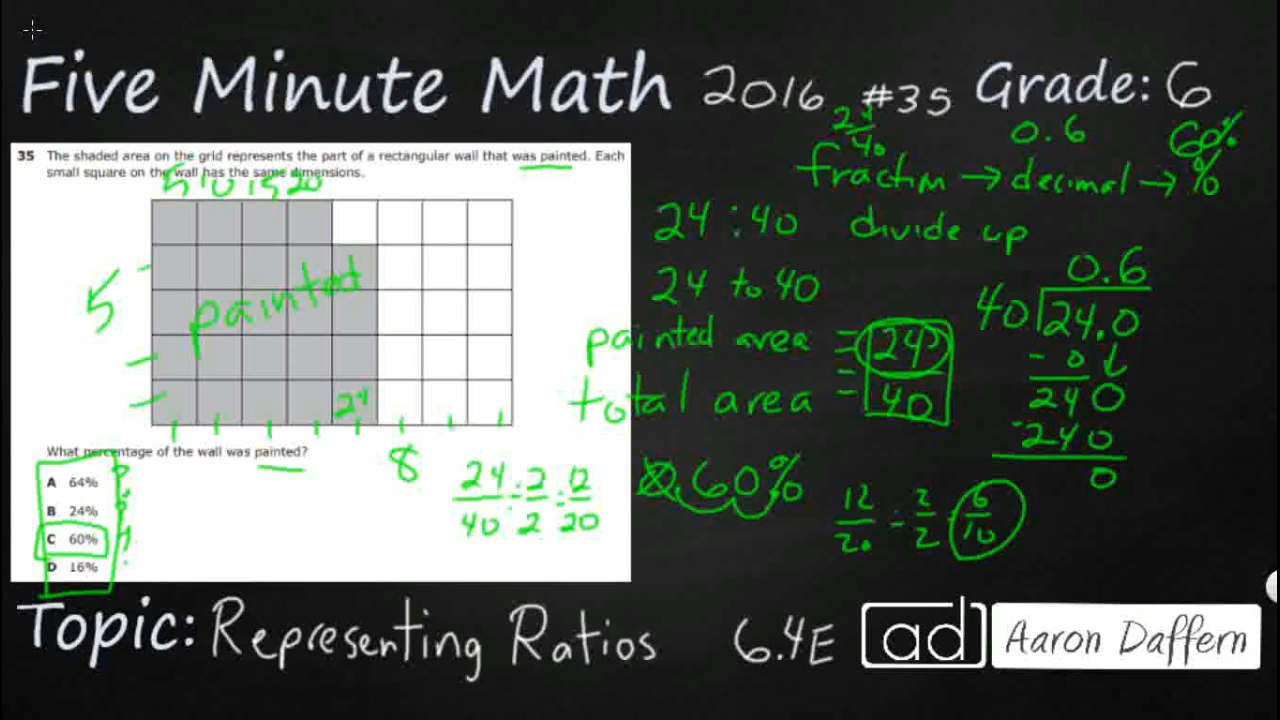 Five Minute Math 2016 #35 Grade: 6
24/40 0.6 60%
fraction → decimal → %
35 The shaded area on the grid represents the part of a rectangular wall that was painted. Each
small square on the wall has the same dimensions.
5 10 15 20
5
painted
24
8
24 : 40 divide up
24 to 40
painted area = 24
total area = 40
0.6
40 24.0
- 0 ↓
240
- 240
0
What percentage of the wall was painted?
A 64%
B 24%
C 60%
D 16%
24/40 ÷ 2/2 = 12/20
60%
12/20 ÷ 2/2 = 6/10
Topic: Representing Ratios 6.4E
ad Aaron Daffern